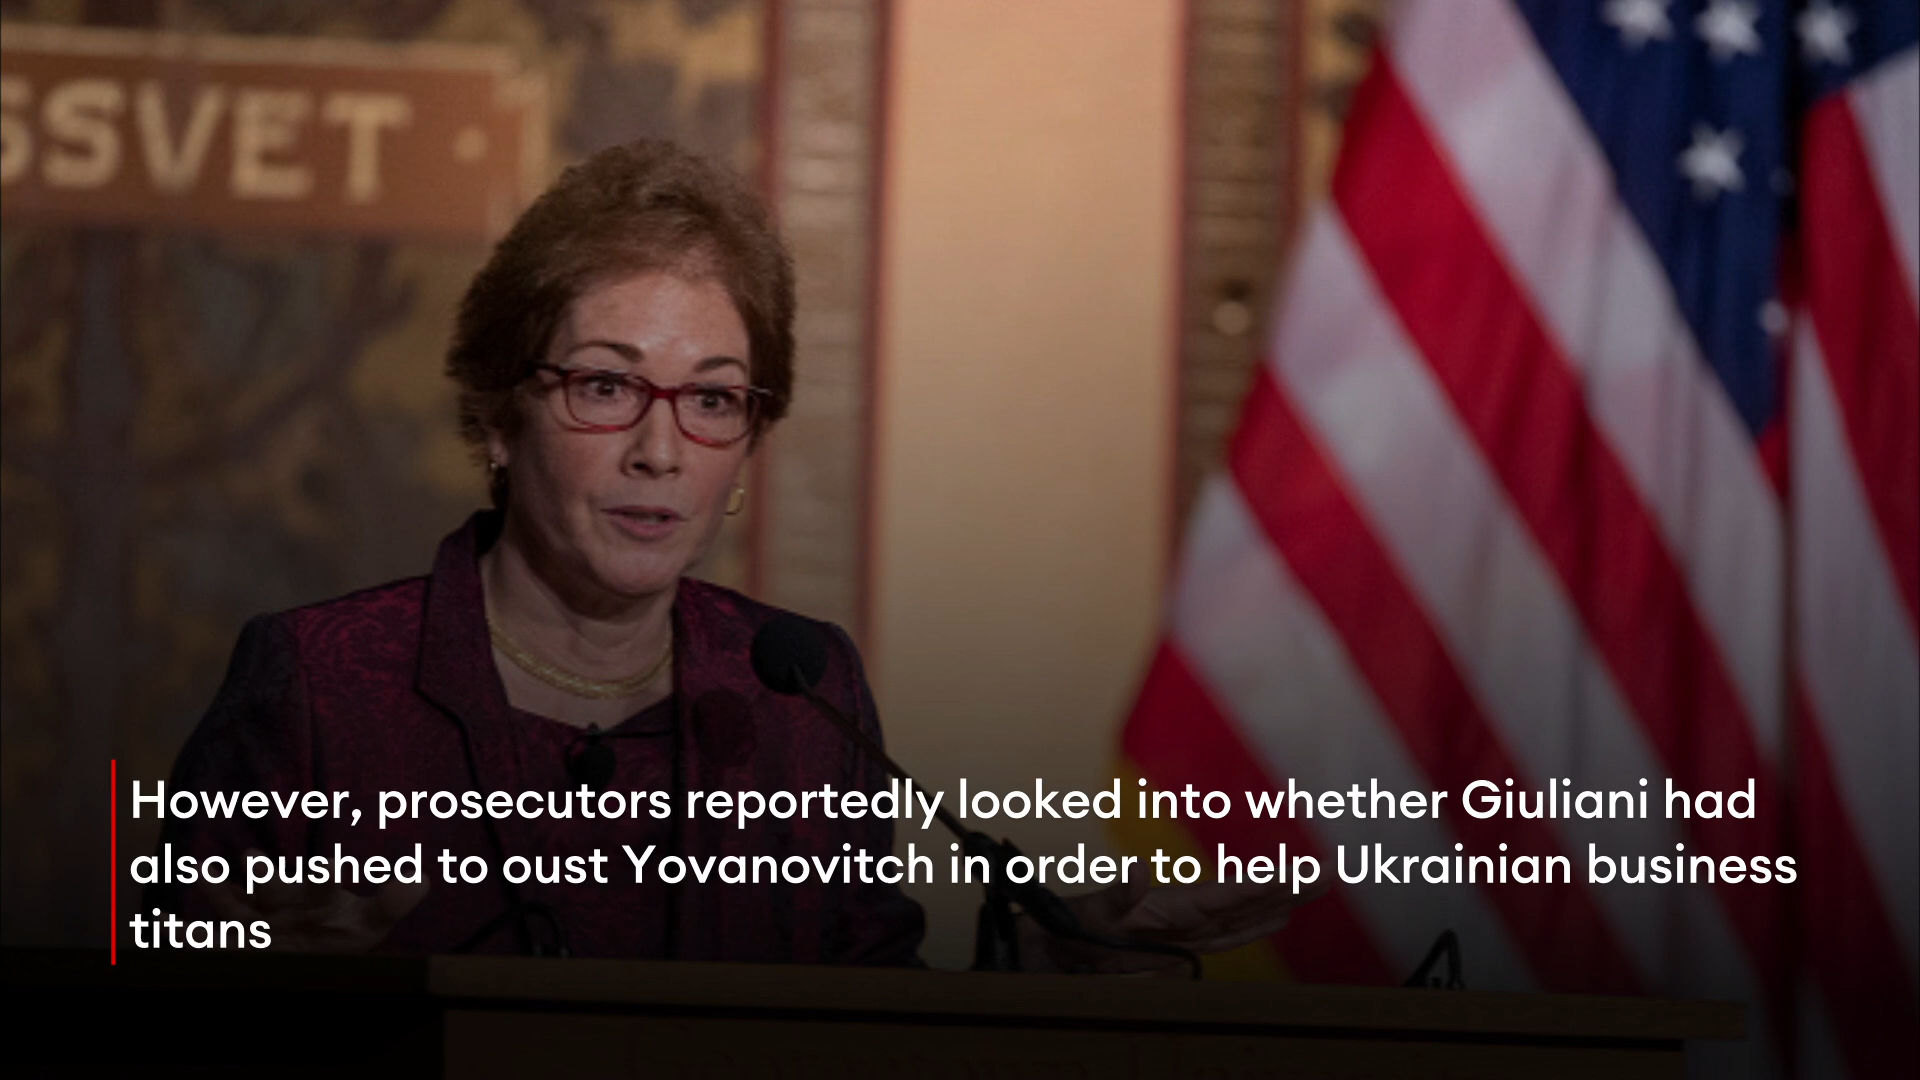 SSVET
However, prosecutors reportedly looked into whether Giuliani had
also pushed to oust Yovanovitch in order to help Ukrainian business
titans